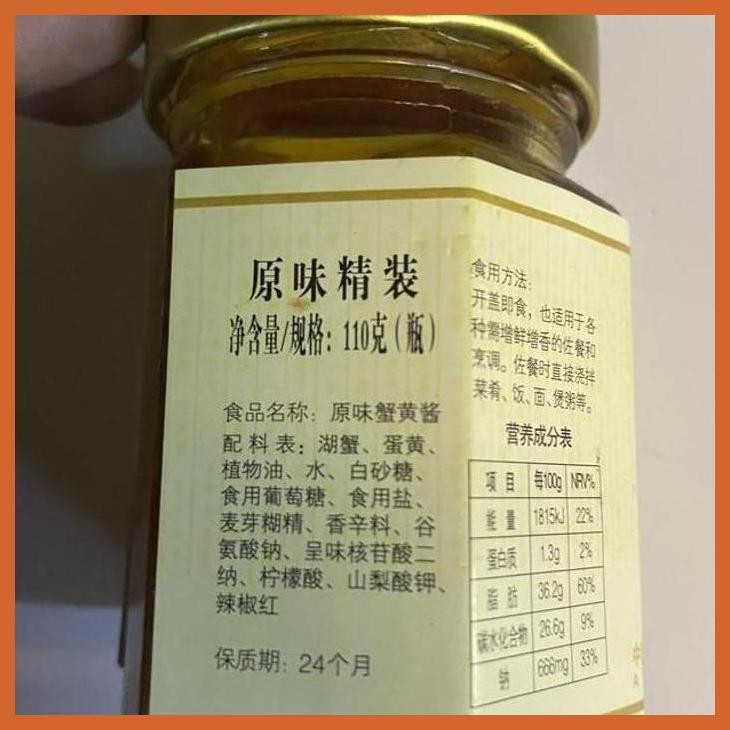 原味精装
净含量/规格：110克（瓶）
食品名称：原味蟹黄酱
配料表：湖蟹、蛋黄、
植物油、水、白砂糖、
食用葡萄糖、食用盐、
麦芽糊精、香辛料、谷
氨酸钠、呈味核苷酸二
纳、柠檬酸、山梨酸钾、
辣椒红
保质期：24个月
食用方法：
开盖即食，也适用于各
种需增鲜增香的佐餐和
烹调。佐餐时直接浇拌
菜肴、饭、面、煲粥等。
营养成分表
项 目 每100g NRV%
能 量 1815kJ 22%
蛋白质 1.3g 2%
脂 肪 36.2g 60%
碳水化合物 26.6g 9%
钠 666mg 33%